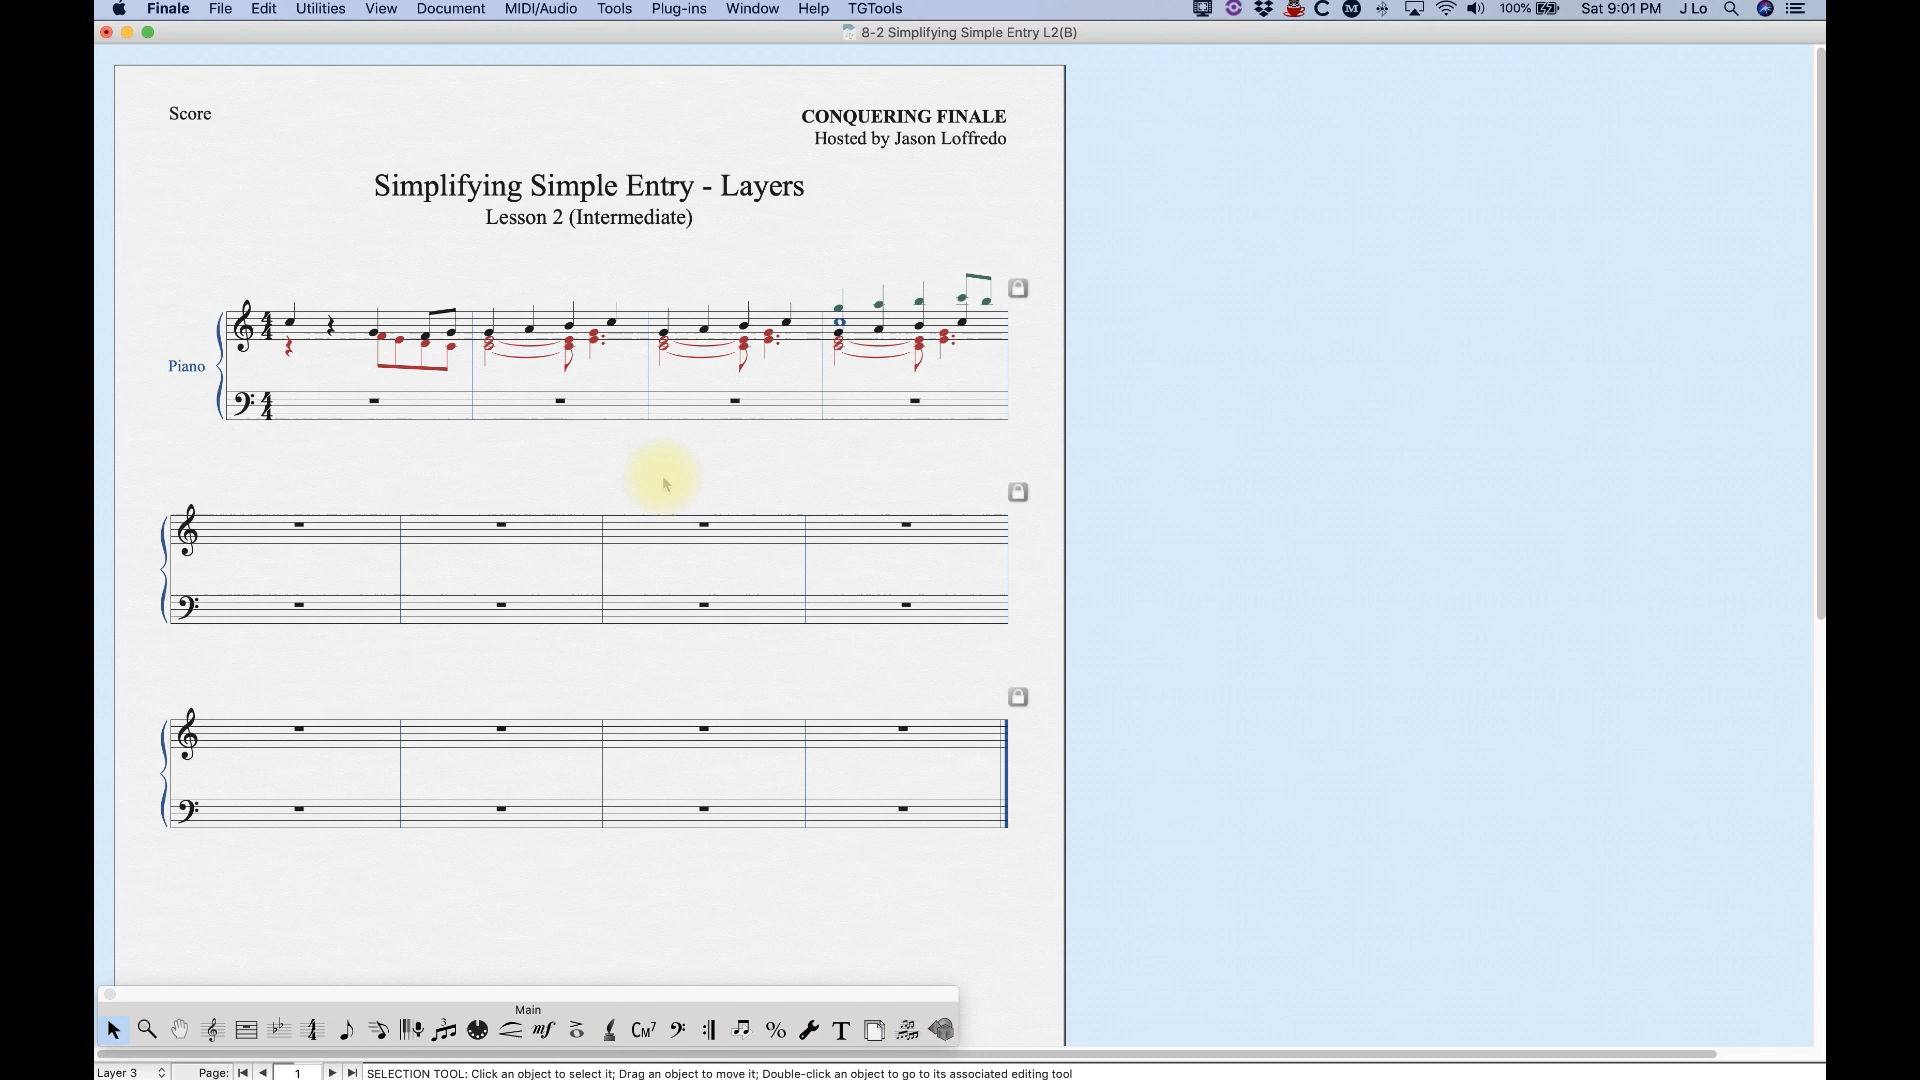 Finale File Edit Utilities View Document MIDI/Audio Tools Plug-ins Window Help TGTools 100% Sat 9:01 PM J Lo
8-2 Simplifying Simple Entry L2(B)
Score
CONQUERING FINALE
Hosted by Jason Loffredo
Simplifying Simple Entry - Layers
Lesson 2 (Intermediate)
Piano
Main
mf CM7 % T
Layer 3 Page: 1 SELECTION TOOL: Click an object to select it; Drag an object to move it; Double-click an object to go to its associated editing tool